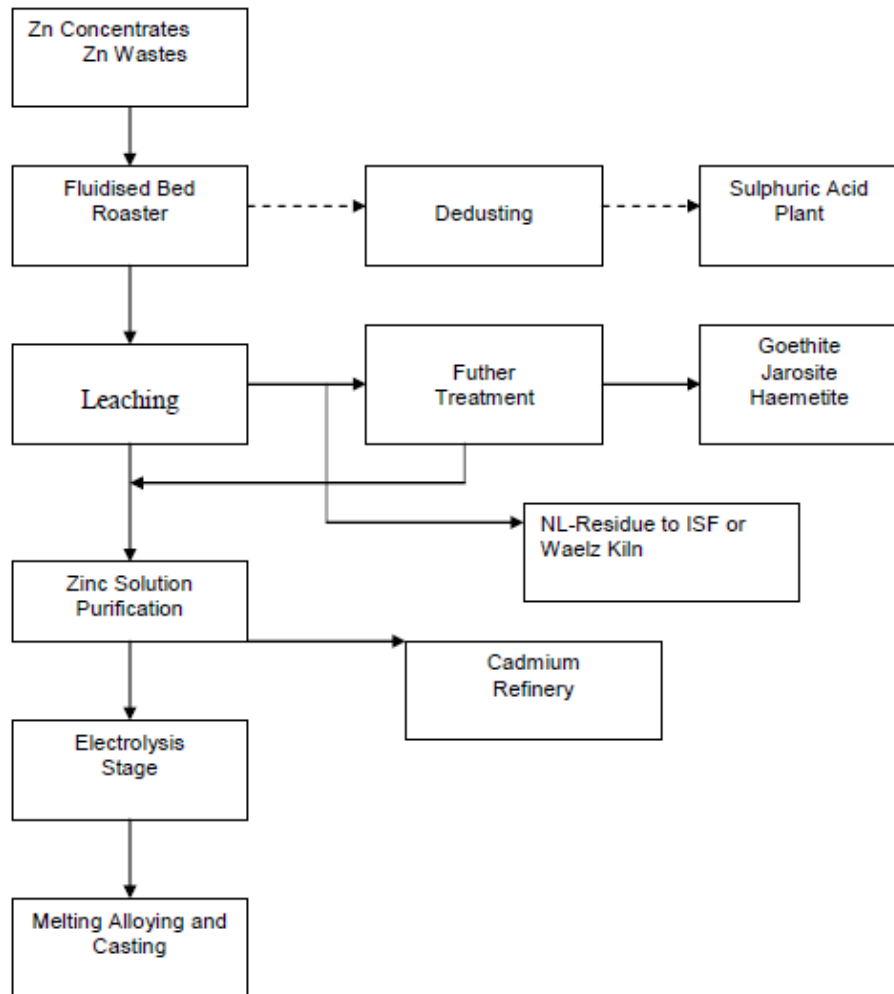 Zn Concentrates
Zn Wastes
Fluidised Bed
Roaster
Dedusting
Sulphuric Acid
Plant
Leaching
Futher
Treatment
Goethite
Jarosite
Haemetite
NL-Residue to ISF or
Waelz Kiln
Zinc Solution
Purification
Cadmium
Refinery
Electrolysis
Stage
Melting Alloying and
Casting